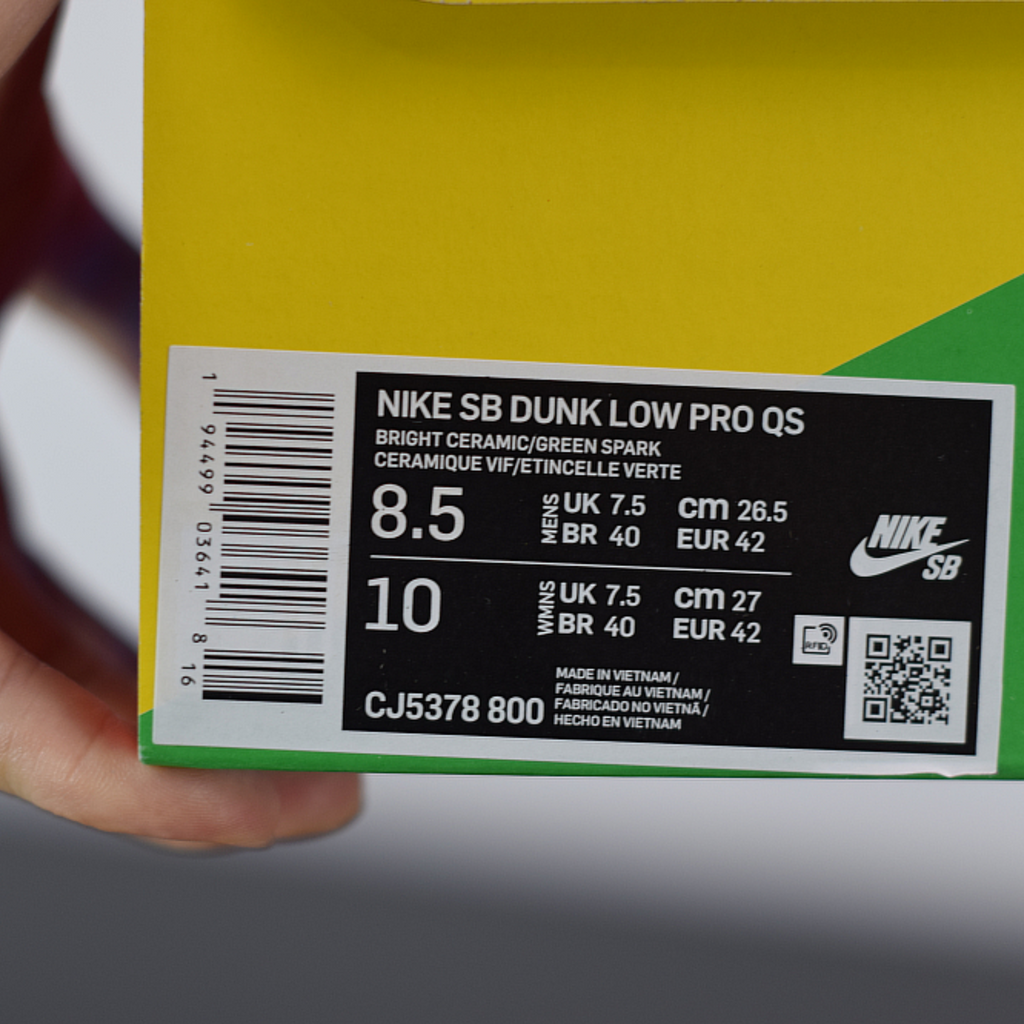 NIKE SB DUNK LOW PRO QS
BRIGHT CERAMIC/GREEN SPARK
CERAMIQUE VIF/ETINCELLE VERTE
8.5
MENS
UK 7.5 cm 26.5
BR 40 EUR 42
10
WMNS
UK 7.5 cm 27
BR 40 EUR 42
CJ5378 800
MADE IN VIETNAM /
FABRIQUE AU VIETNAM /
FABRICADO NO VIETNÃ /
HECHO EN VIETNAM
NIKE
SB
RFID
1 94499 03641 8 16